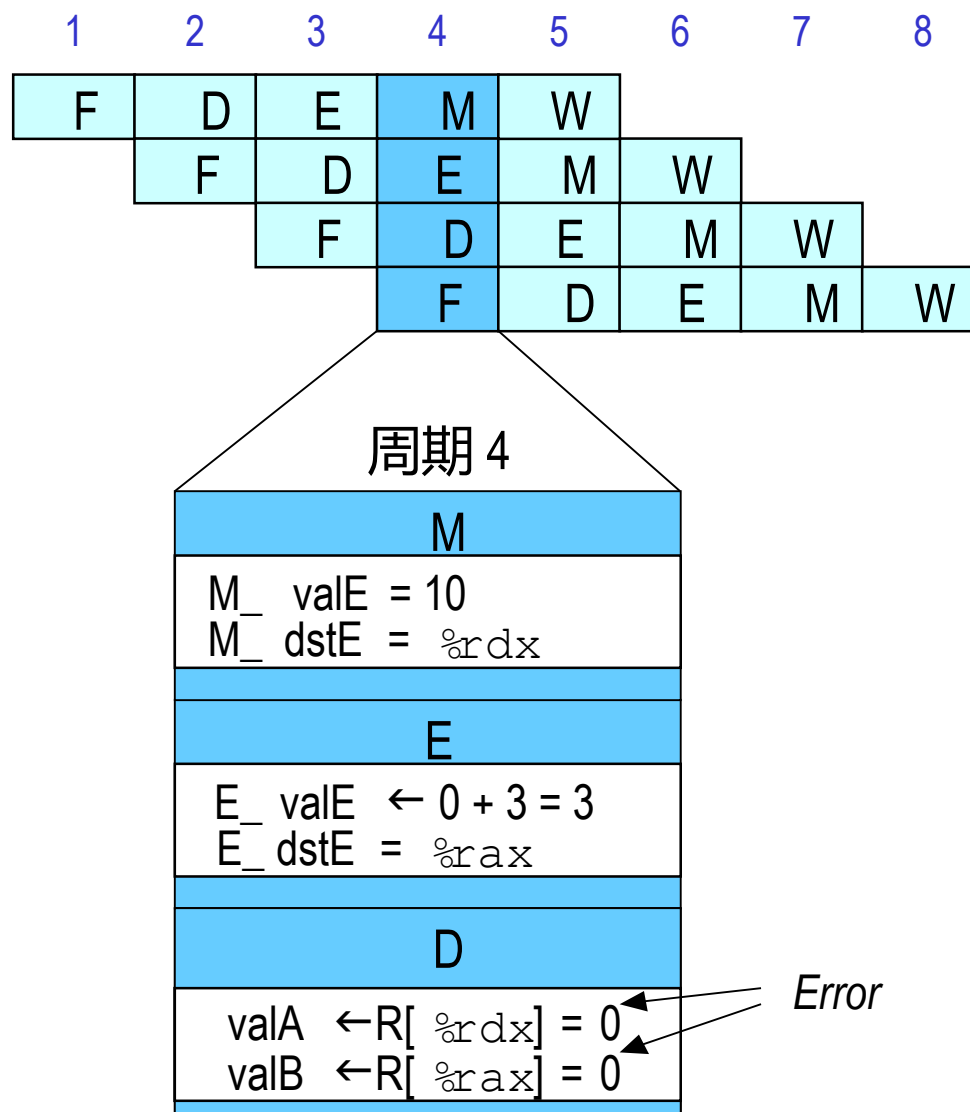 1 2 3 4 5 6 7 8
F D E M W
F D E M W
F D E M W
F D E M W
周期 4
M
M_ valE = 10
M_ dstE = %rdx
E
E_ valE ← 0 + 3 = 3
E_ dstE = %rax
D
valA ←R[ %rdx] = 0
valB ←R[ %rax] = 0
Error